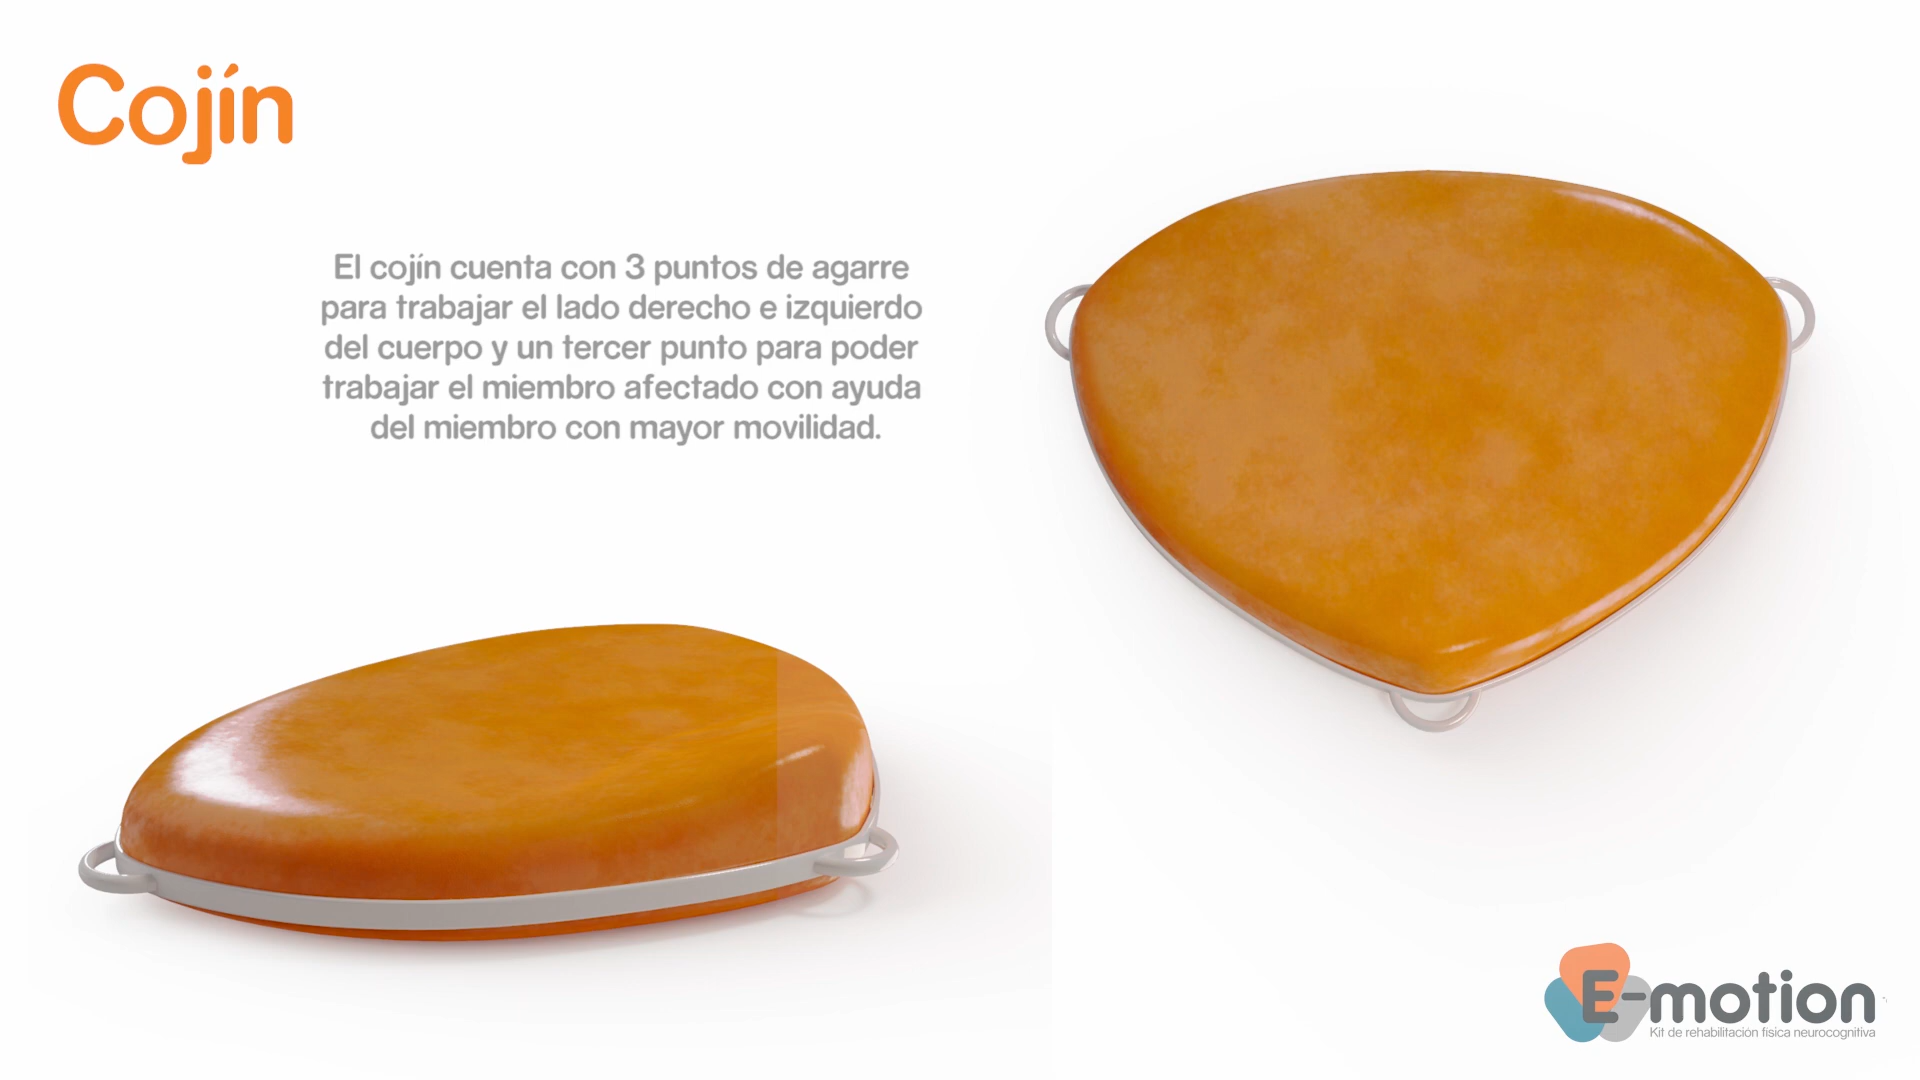 Cojín
El cojín cuenta con 3 puntos de agarre
para trabajar el lado derecho e izquierdo
del cuerpo y un tercer punto para poder
trabajar el miembro afectado con ayuda
del miembro con mayor movilidad.
E-motion
Kit de rehabilitación física neurocognitiva